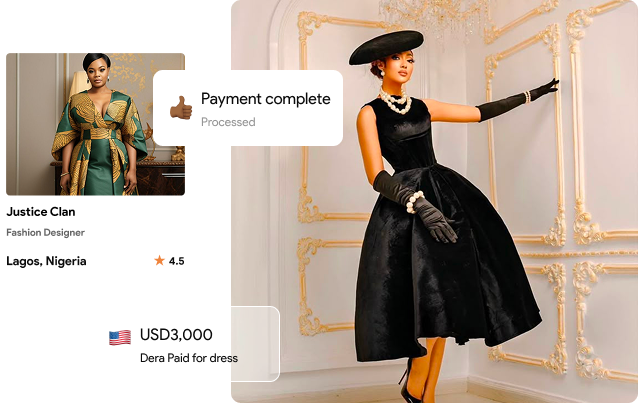 Payment complete
Processed
Justice Clan
Fashion Designer
Lagos, Nigeria
4.5
USD3,000
Dera Paid for dress